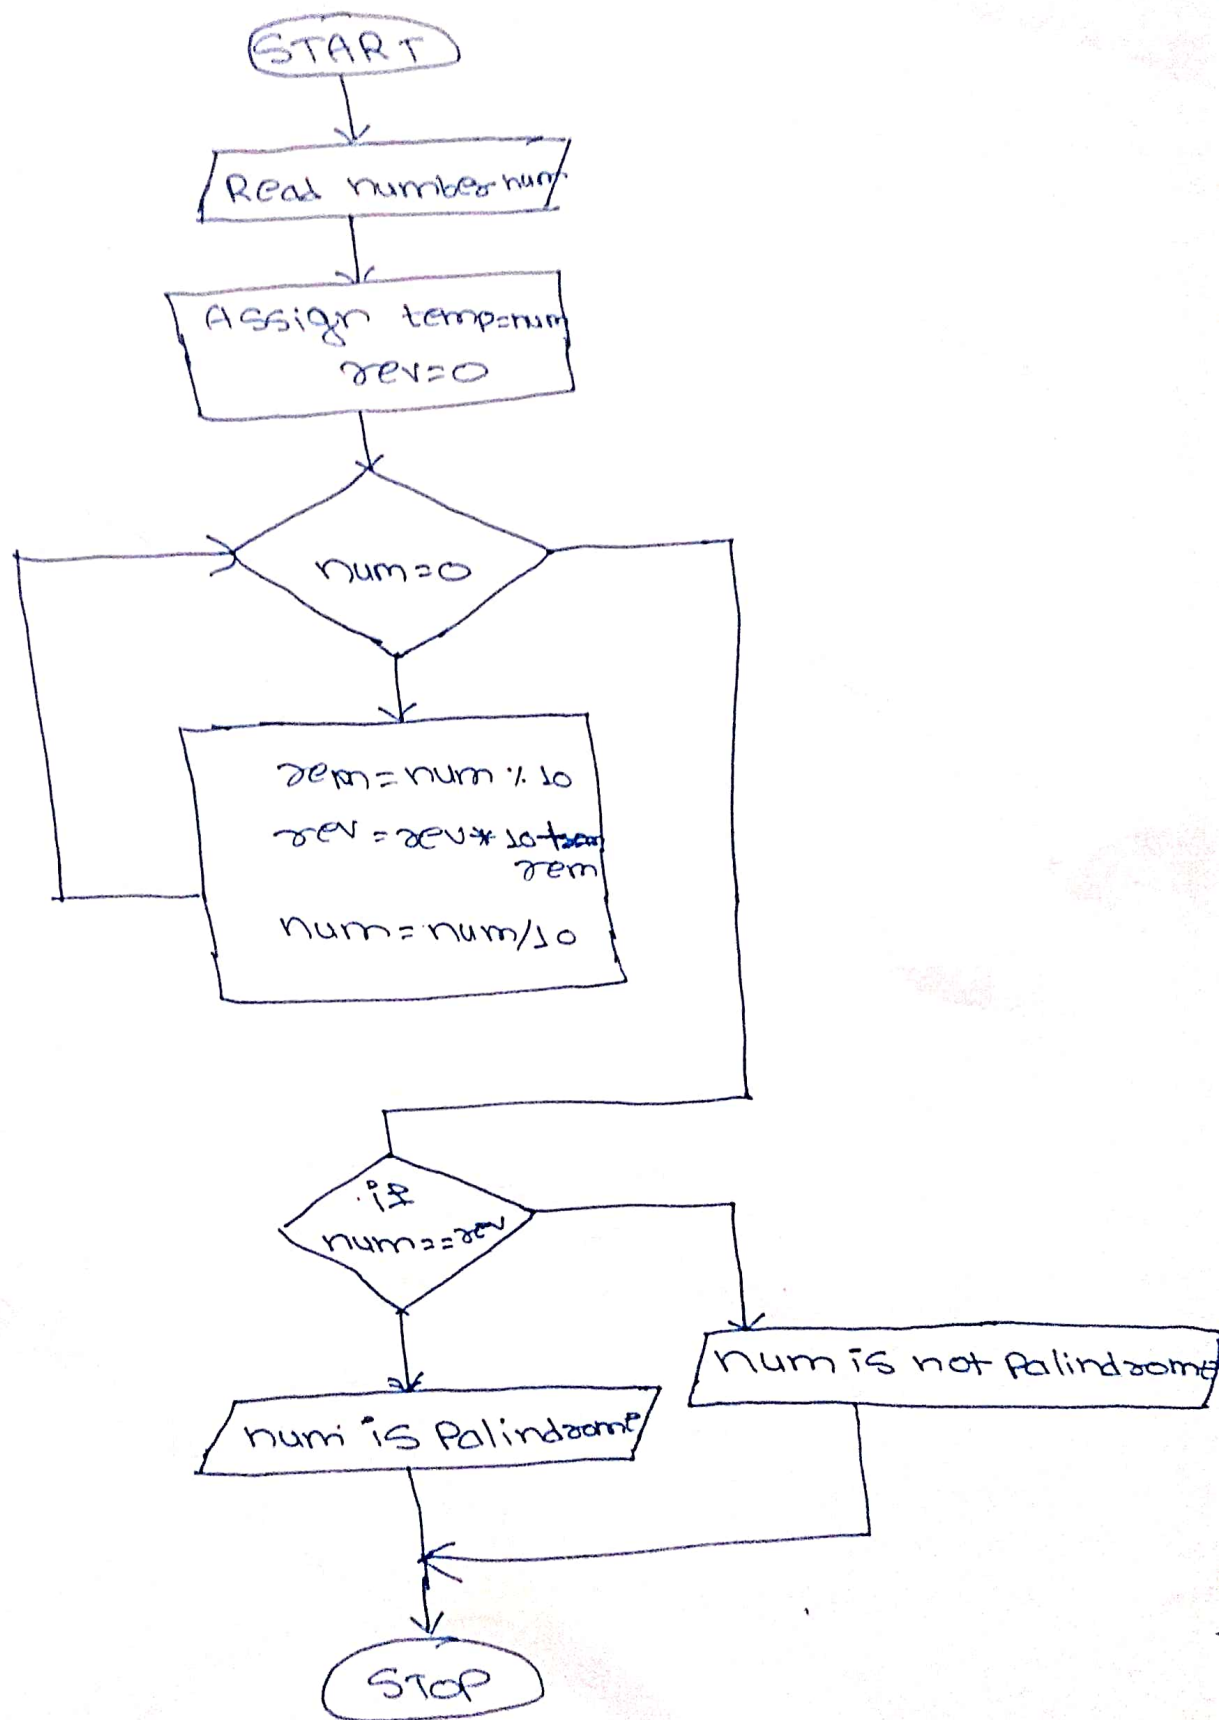 START
Read number num
Assign temp=num
rev=0
num=0
rem=num % 10
rev=rev*10+
rem
num=num/10
if
num==rev
num is not Palindrome
num is Palindrome
STOP